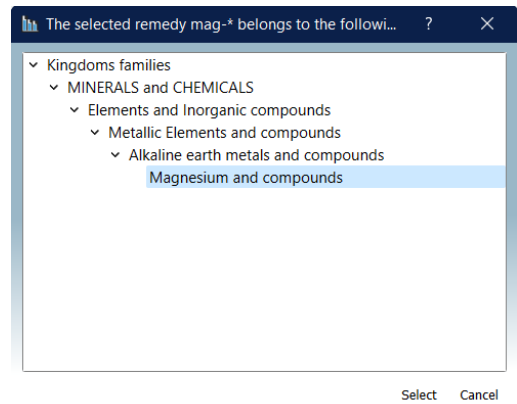 The selected remedy mag-* belongs to the followi... ?
Kingdoms families
MINERALS and CHEMICALS
Elements and Inorganic compounds
Metallic Elements and compounds
Alkaline earth metals and compounds
Magnesium and compounds
Select Cancel